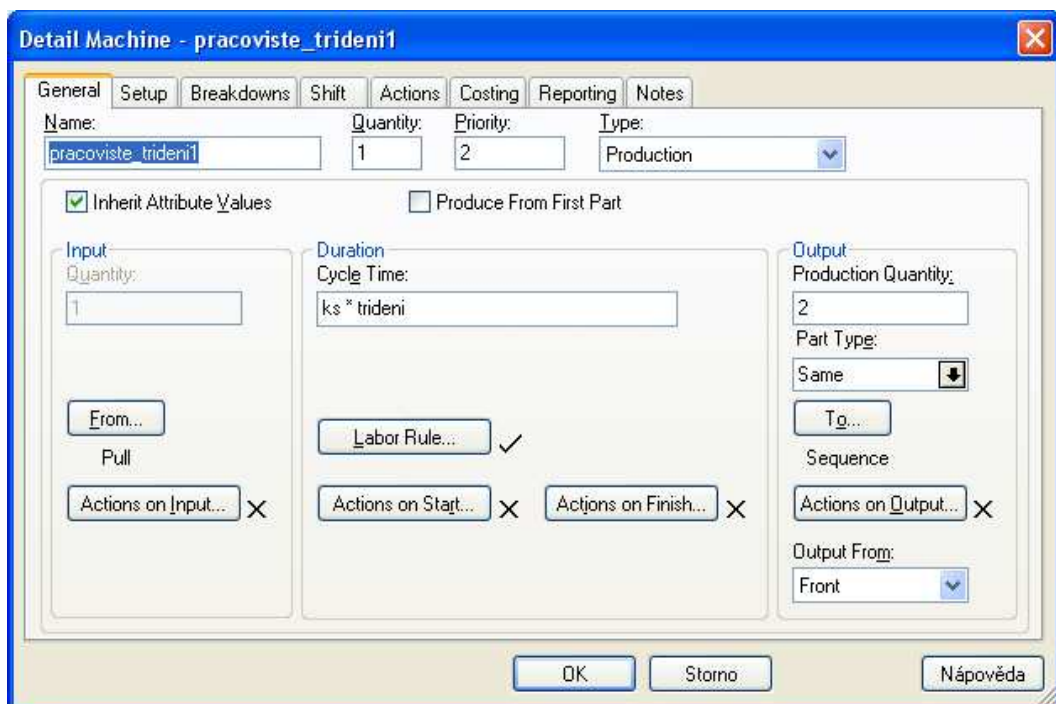 Detail Machine - pracoviste_trideni1
General Setup Breakdowns Shift Actions Costing Reporting Notes
Name: Quantity: Priority: Type:
pracoviste_trideni1 1 2 Production
Inherit Attribute Values Produce From First Part
Input Duration Output
Quantity: Cycle Time: Production Quantity:
1 ks * trideni 2
Part Type:
Same
From... Labor Rule... To...
Pull Sequence
Actions on Input... Actions on Start... Actions on Finish... Actions on Output...
Output From:
Front
OK Storno Nápověda